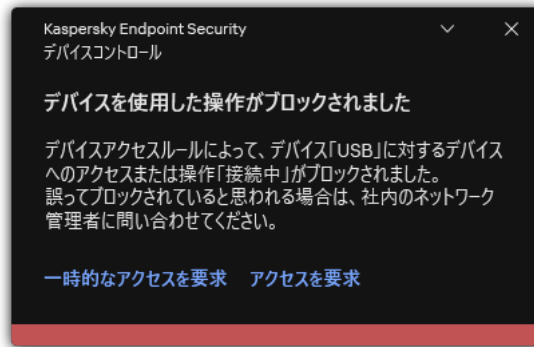 Kaspersky Endpoint Security
デバイスコントロール
デバイスを使用した操作がブロックされました
デバイスアクセスルールによって、デバイス「USB」に対するデバイス
へのアクセスまたは操作「接続中」がブロックされました。
誤ってブロックされていると思われる場合は、社内のネットワーク
管理者に問い合わせてください。
一時的なアクセスを要求 アクセスを要求